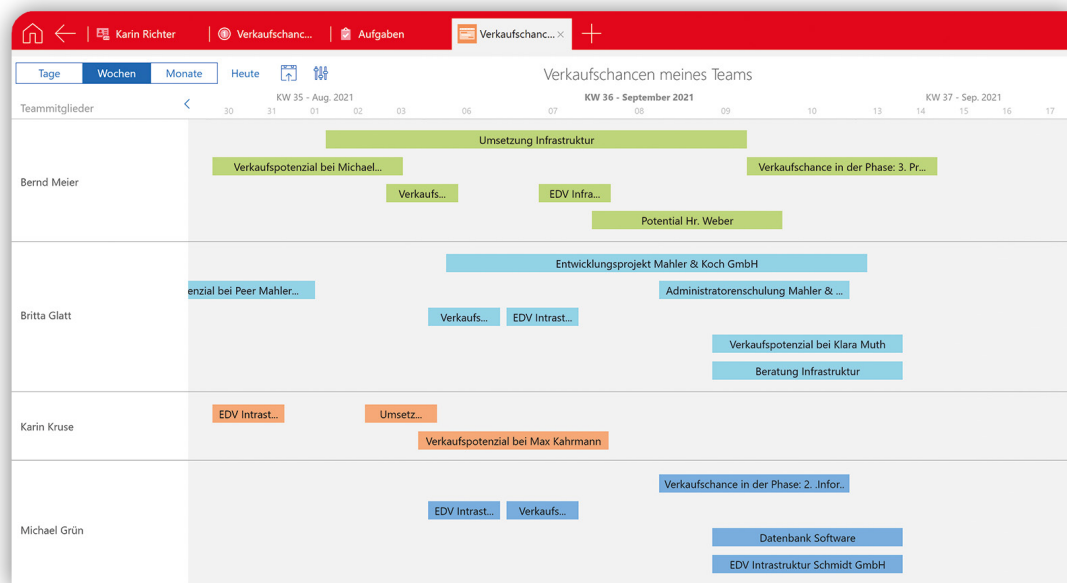 Karin Richter
Verkaufschanc...
Aufgaben
Verkaufschanc...
Tage Wochen Monate Heute
Verkaufschancen meines Teams
Teammitglieder
KW 35 - Aug. 2021 KW 36 - September 2021 KW 37 - Sep. 2021
30 31 01 02 03 06 07 08 09 10 13 14 15 16 17
Bernd Meier
Umsetzung Infrastruktur
Verkaufspotenzial bei Michael...
Verkaufschance in der Phase: 3. Pr...
Verkaufs...
EDV Infra...
Potential Hr. Weber
Britta Glatt
Entwicklungsprojekt Mahler & Koch GmbH
enzial bei Peer Mahler...
Administratorenschulung Mahler & ...
Verkaufs...
EDV Intrast...
Verkaufspotenzial bei Klara Muth
Beratung Infrastruktur
Karin Kruse
EDV Intrast...
Umsetz...
Verkaufspotenzial bei Max Kahrmann
Michael Grün
Verkaufschance in der Phase: 2. .Infor..
EDV Intrast...
Verkaufs...
Datenbank Software
EDV Intrastruktur Schmidt GmbH